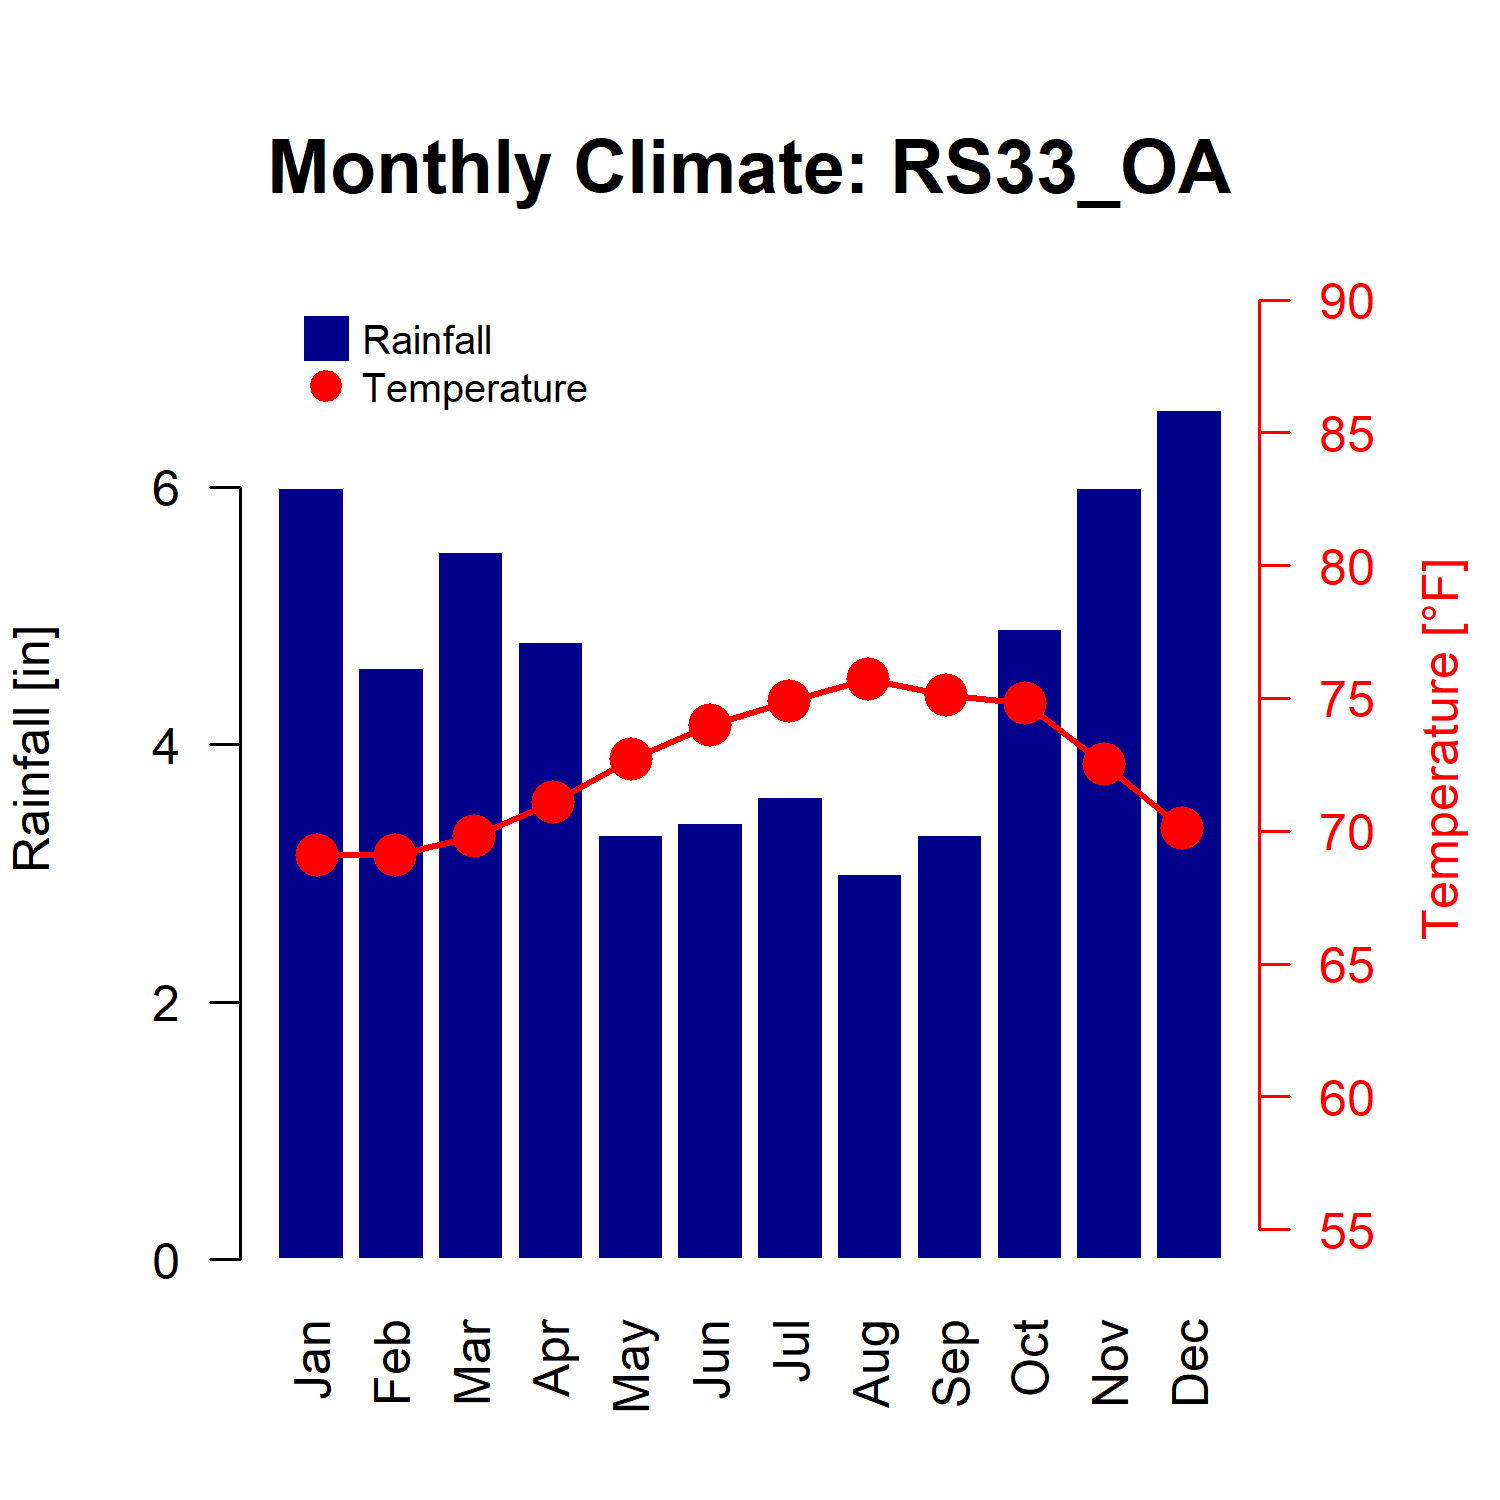 Monthly Climate: RS33_OA
Rainfall
Temperature
Rainfall [in]
6
4
2
0
90
85
80
75
70
65
60
55
Temperature [°F]
Jan
Feb
Mar
Apr
May
Jun
Jul
Aug
Sep
Oct
Nov
Dec